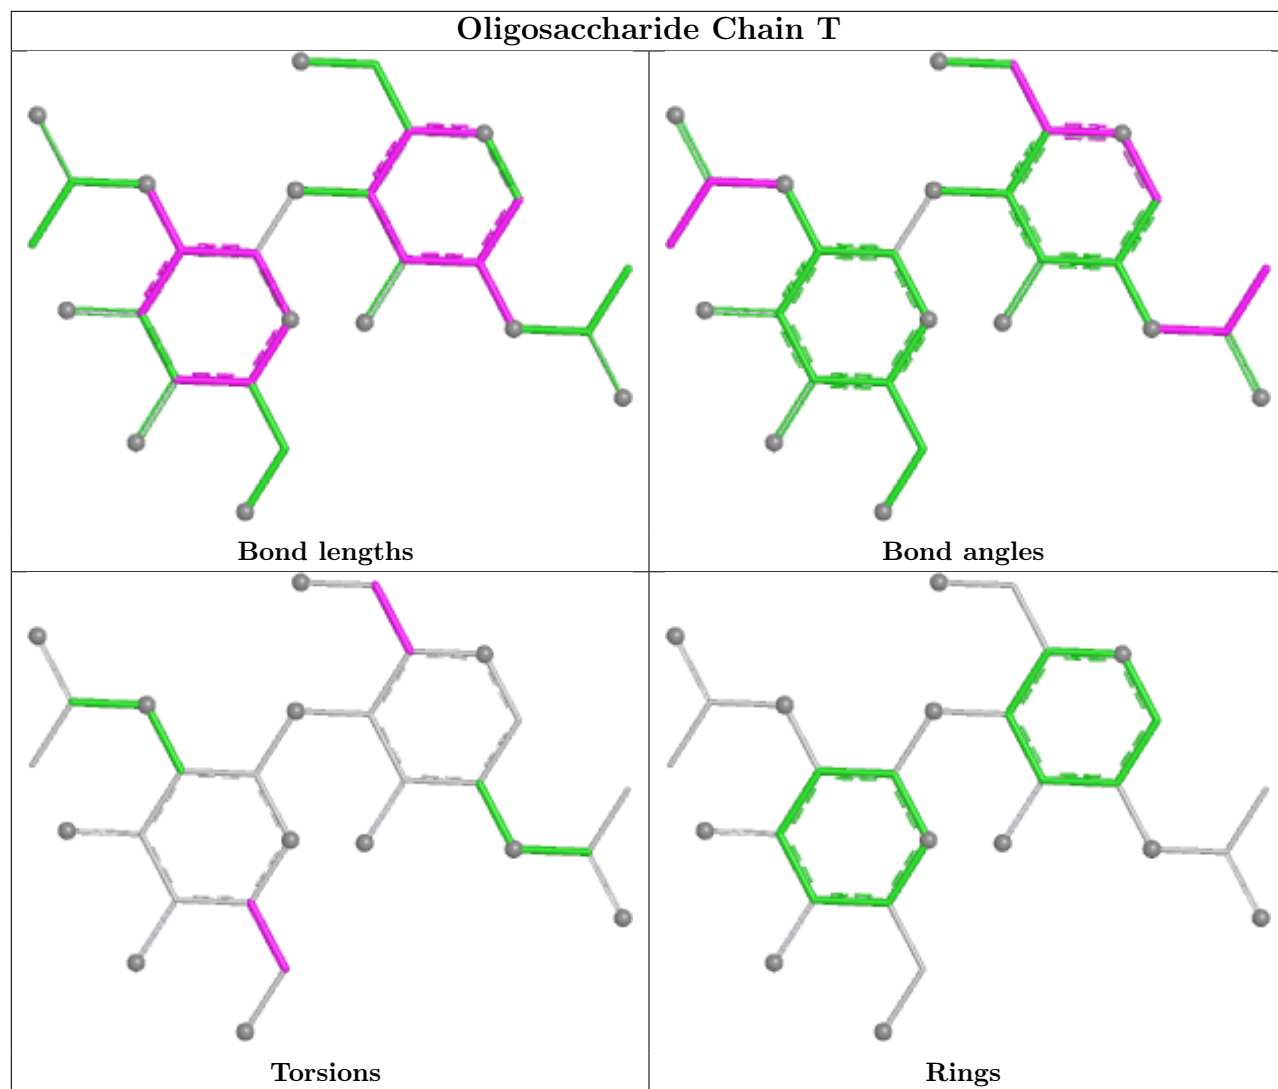 Oligosaccharide Chain T
Bond lengths
Bond angles
Torsions
Rings